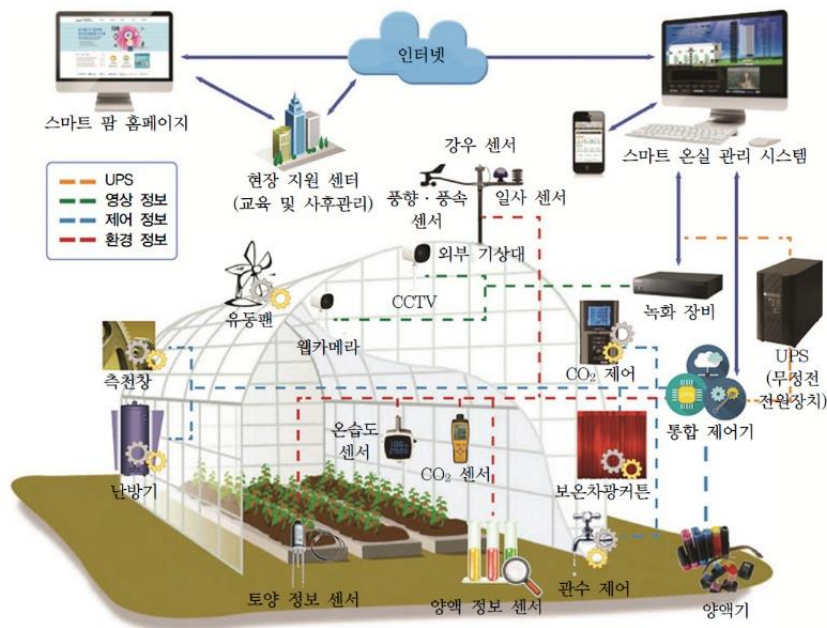 인터넷
스마트 팜 홈페이지
현장 지원 센터
(교육 및 사후관리)
스마트 온실 관리 시스템
UPS
영상 정보
제어 정보
환경 정보
강우 센서
풍향·풍속
센서
일사 센서
외부 기상대
유동팬
CCTV
웹카메라
녹화 장비
측천창
CO₂ 제어
UPS
(무정전
전원장치)
통합 제어기
온습도
센서
CO₂ 센서
난방기
보온차광커튼
토양 정보 센서
양액 정보 센서
관수 제어
양액기